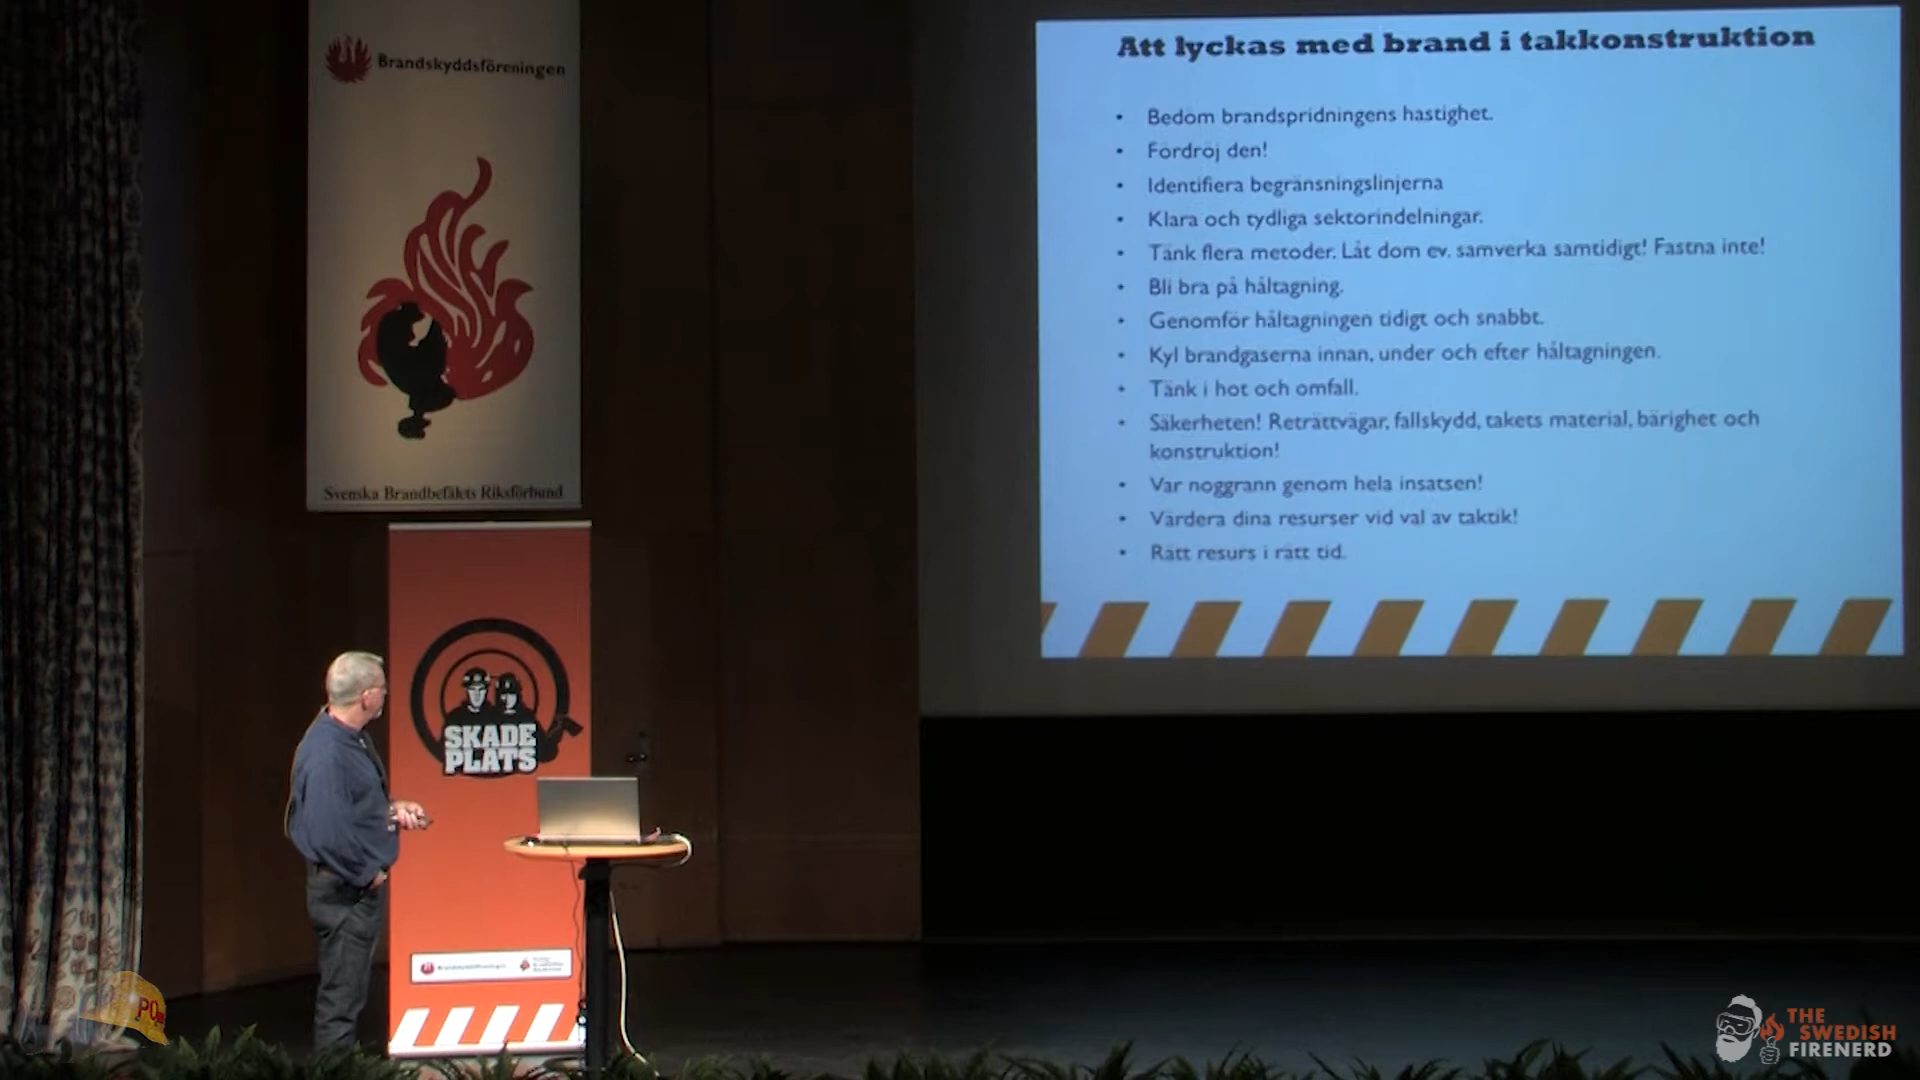 Brandskyddsföreningen
Svenska Brandbefälets Riksförbund
SKADE
PLATS
Brandskyddsföreningen
Att lyckas med brand i takkonstruktion
• Bedöm brandspridningens hastighet.
• Fördröj den!
• Identifiera begränsningslinjerna
• Klara och tydliga sektorindelningar.
• Tänk flera metoder. Låt dom ev. samverka samtidigt! Fastna inte!
• Bli bra på håltagning.
• Genomför håltagningen tidigt och snabbt.
• Kyl brandgaserna innan, under och efter håltagningen.
• Tänk i hot och omfall.
• Säkerheten! Reträttvägar, fallskydd, takets material, bärighet och
konstruktion!
• Var noggrann genom hela insatsen!
• Värdera dina resurser vid val av taktik!
• Rätt resurs i rätt tid.
THE
SWEDISH
FIRENERD